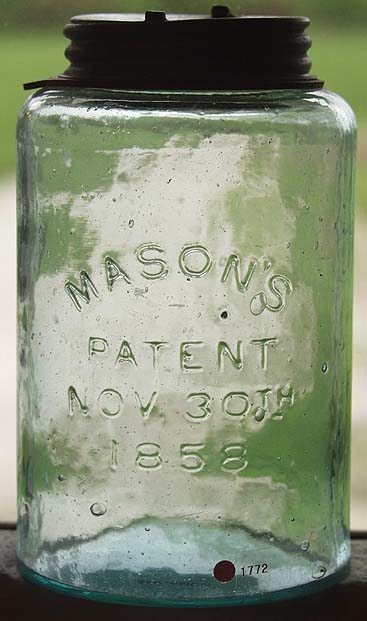 MASON'S
PATENT
NOV 30TH
1858
1772